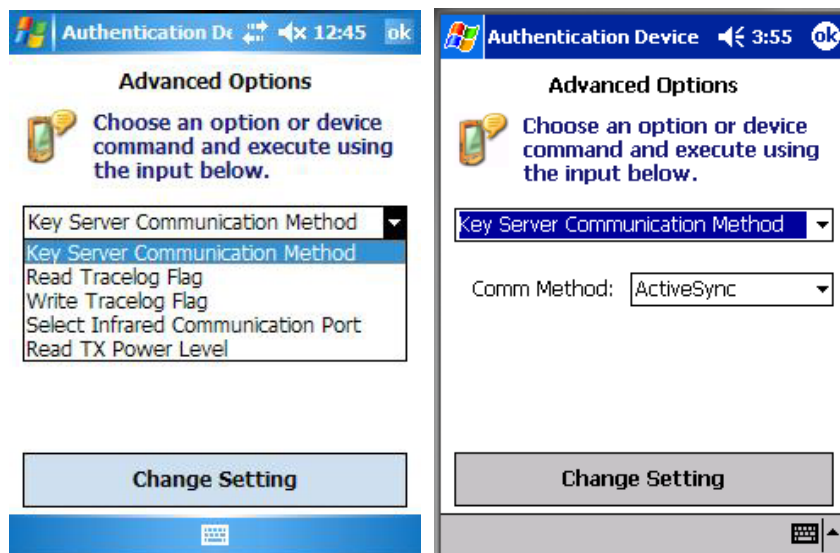 Authentication De 12:45 ok
Advanced Options
Choose an option or device
command and execute using
the input below.
Key Server Communication Method
Key Server Communication Method
Read Tracelog Flag
Write Tracelog Flag
Select Infrared Communication Port
Read TX Power Level
Change Setting
Authentication Device 3:55 ok
Advanced Options
Choose an option or device
command and execute using
the input below.
Key Server Communication Method
Comm Method: ActiveSync
Change Setting